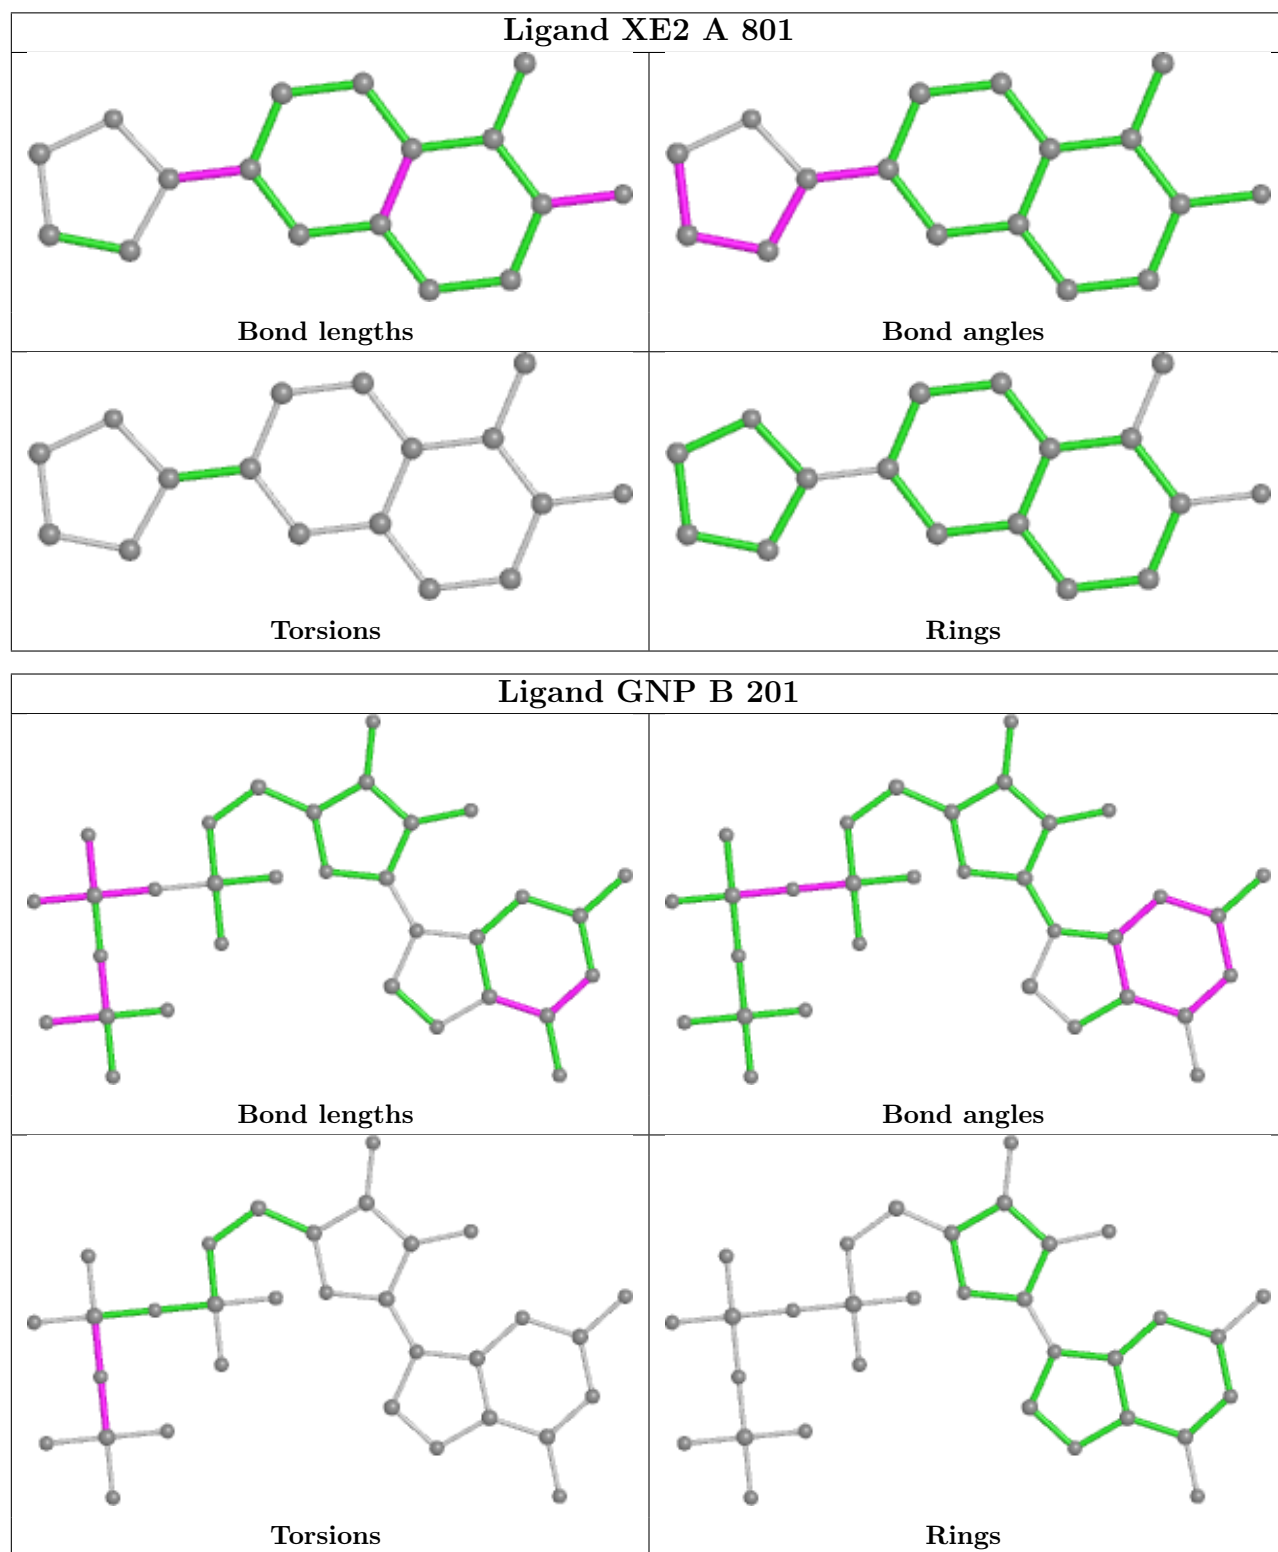 Ligand XE2 A 801
Bond lengths
Bond angles
Torsions
Rings
Ligand GNP B 201
Bond lengths
Bond angles
Torsions
Rings